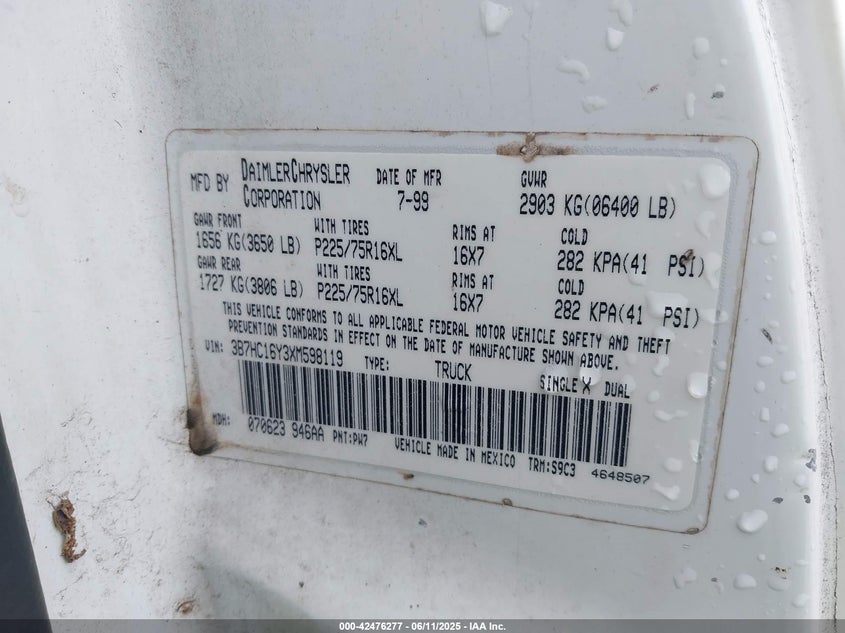 MFD BY DAIMLERCHRYSLER CORPORATION DATE OF MFR 7-99 GVWR 2903 KG(06400 LB)
GAWR FRONT WITH TIRES RIMS AT COLD
1656 KG(3650 LB) P225/75R16XL 16X7 282 KPA(41 PSI)
GAWR REAR WITH TIRES RIMS AT COLD
1727 KG(3806 LB) P225/75R16XL 16X7 282 KPA(41 PSI)
THIS VEHICLE CONFORMS TO ALL APPLICABLE FEDERAL MOTOR VEHICLE SAFETY AND THEFT
PREVENTION STANDARDS IN EFFECT ON THE DATE OF MANUFACTURE SHOWN ABOVE.
VIN: 3B7HC16Y3XM598119 TYPE: TRUCK SINGLE X DUAL
MDH: 070623 946AA PNT:PW7 VEHICLE MADE IN MEXICO TRM:S9C3 4648507
000-42476277 - 06/11/2025 - IAA Inc.